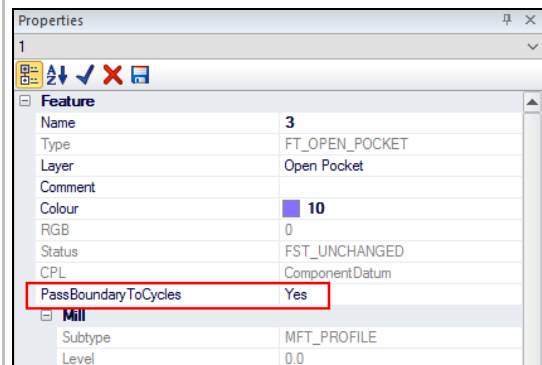 Properties
1
Feature
Name 3
Type FT_OPEN_POCKET
Layer Open Pocket
Comment
Colour 10
RGB 0
Status FST_UNCHANGED
CPL ComponentDatum
PassBoundaryToCycles Yes
Mill
Subtype MFT_PROFILE
Level 0.0